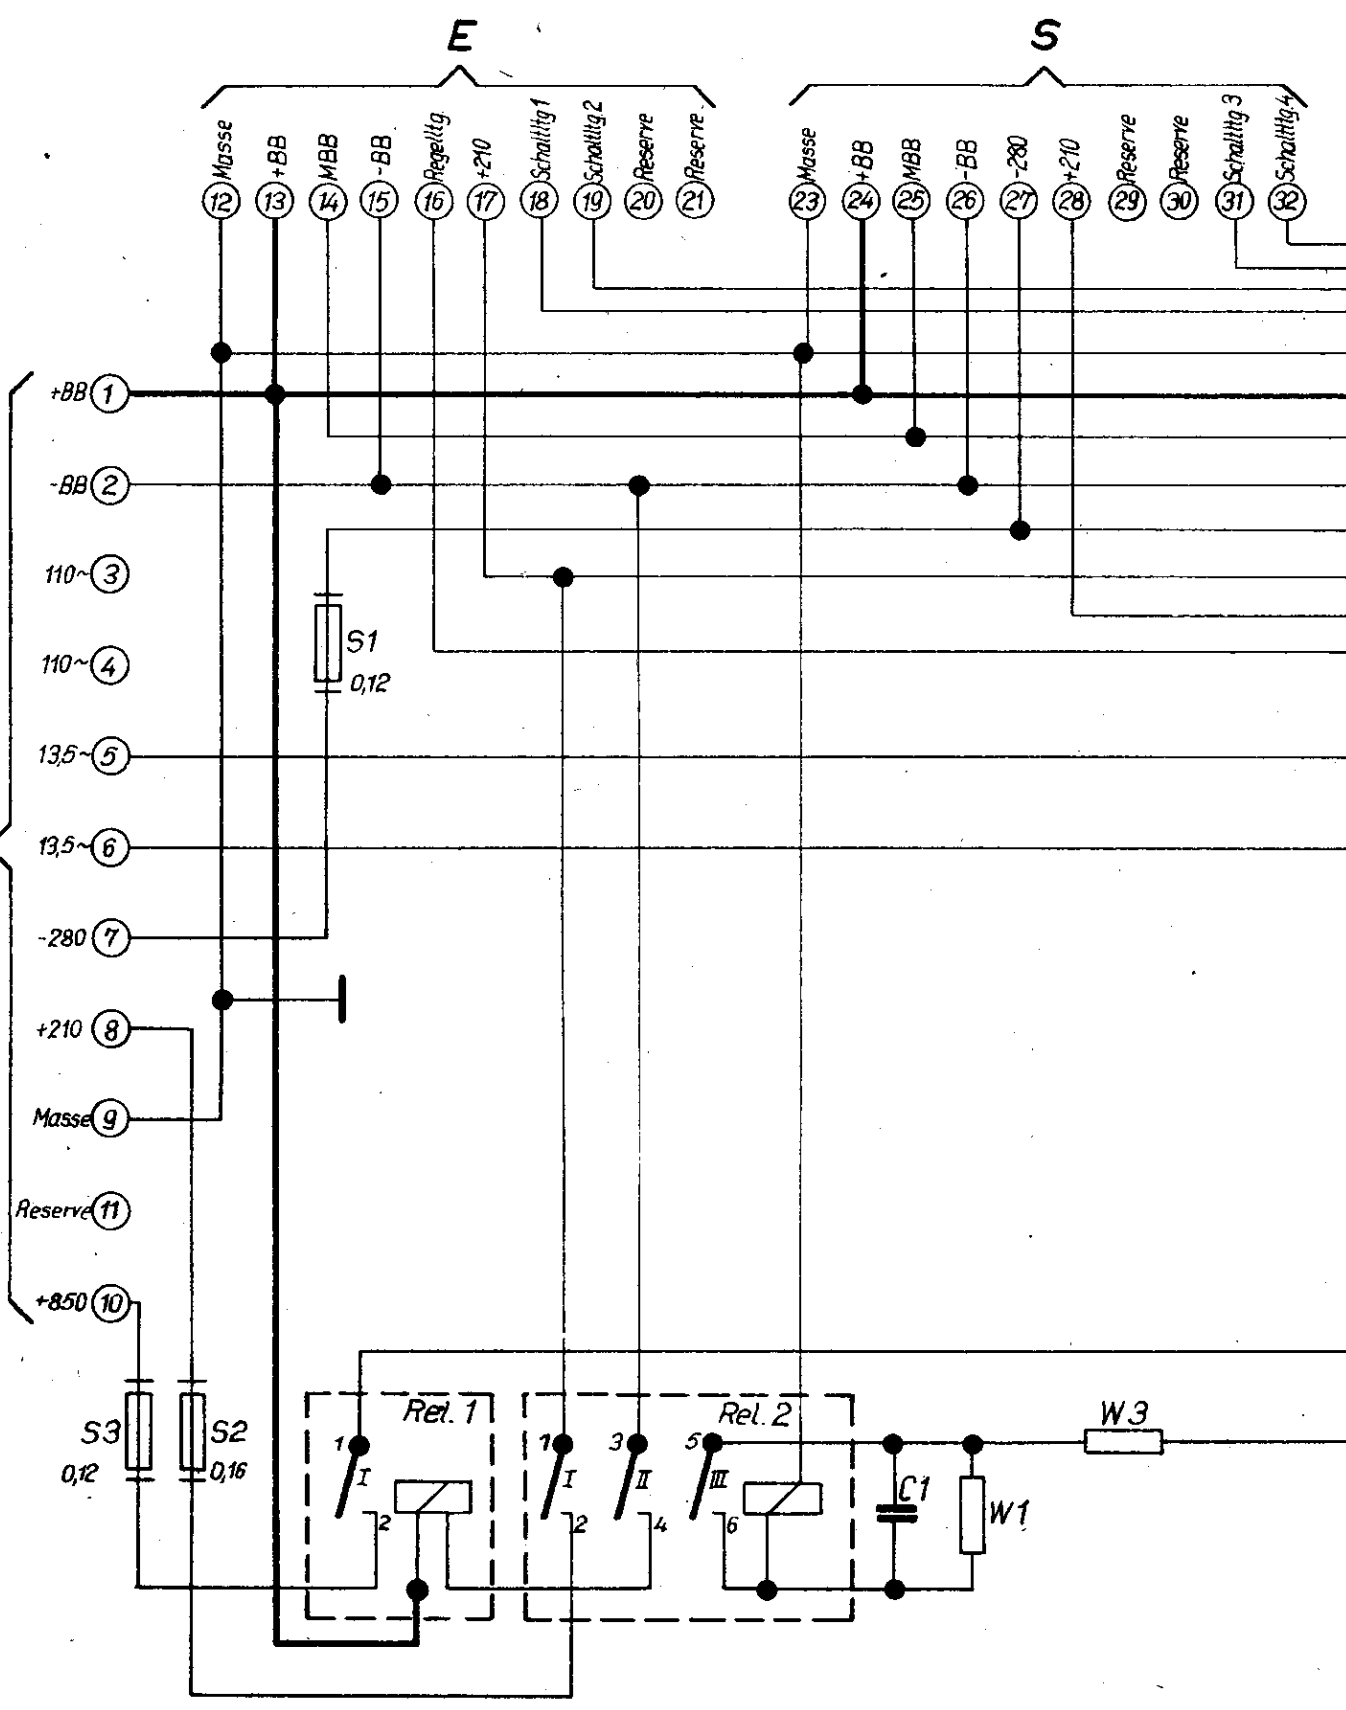 E
S
Masse
+BB
MBB
-BB
Regelltg.
+210
Schaltltg.1
Schaltltg.2
Reserve
Reserve
Masse
+BB
MBB
-BB
-280
+210
Reserve
Reserve
Schaltltg.3
Schaltltg.4
12 13 14 15 16 17 18 19 20 21
23 24 25 26 27 28 29 30 31 32
+BB 1
-BB 2
110~ 3
S1
0,12
110~ 4
13,5~ 5
13,5~ 6
-280 7
+210 8
Masse 9
Reserve 11
+850 10
S3
0,12
S2
0,16
Rel. 1
1
I
2
Rel. 2
1
I
2
3
II
4
5
III
6
C1
W1
W3